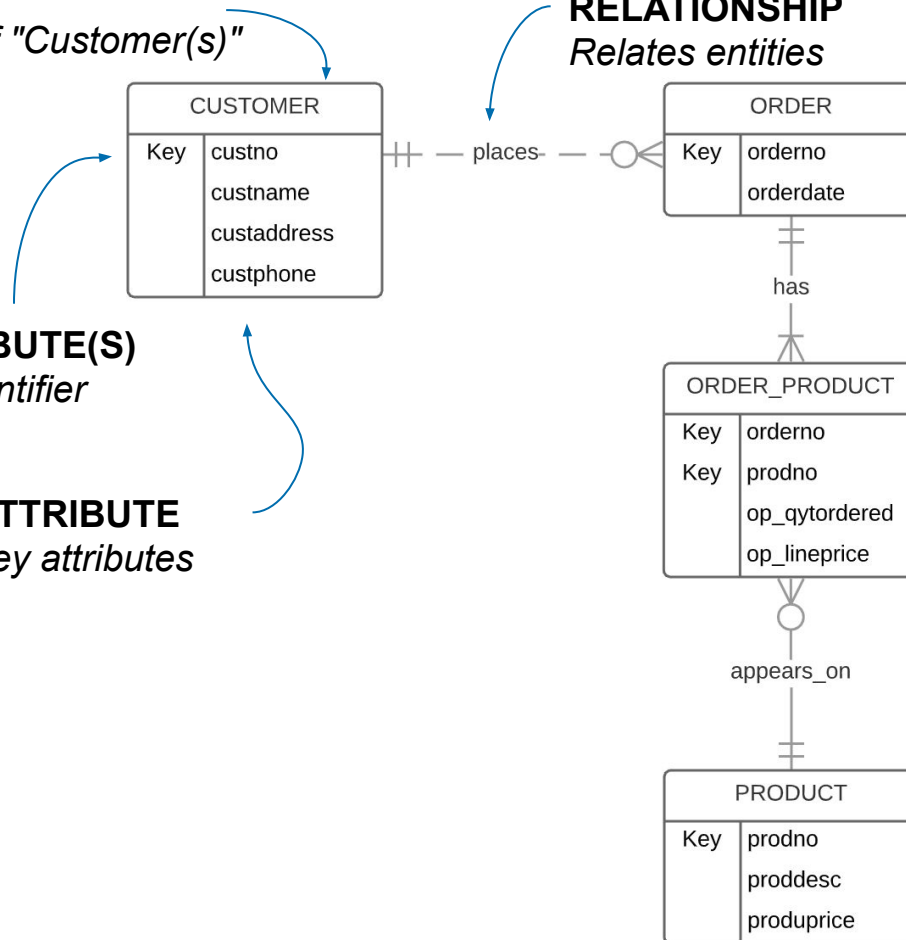 RELATIONSHIP
"Customer(s)"
Relates entities
CUSTOMER
Key custno
custname
custaddress
custphone
places
ORDER
Key orderno
orderdate
has
BUTE(S)
ntifier
ORDER_PRODUCT
Key orderno
Key prodno
op_qytordered
op_lineprice
TTRIBUTE
ey attributes
appears_on
PRODUCT
Key prodno
proddesc
produprice